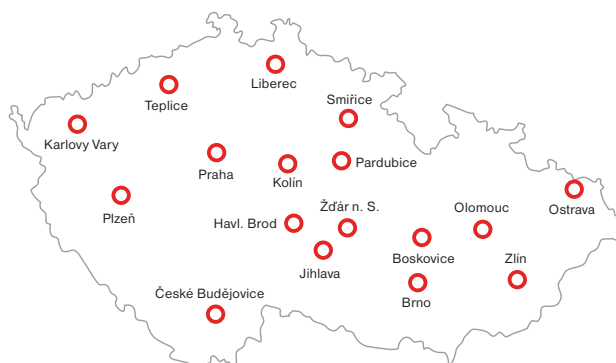 Liberec
Teplice
Smiřice
Karlovy Vary
Praha
Kolín
Pardubice
Plzeň
Ostrava
Havl. Brod
Žďár n. S.
Olomouc
Boskovice
Zlín
Jihlava
České Budějovice
Brno